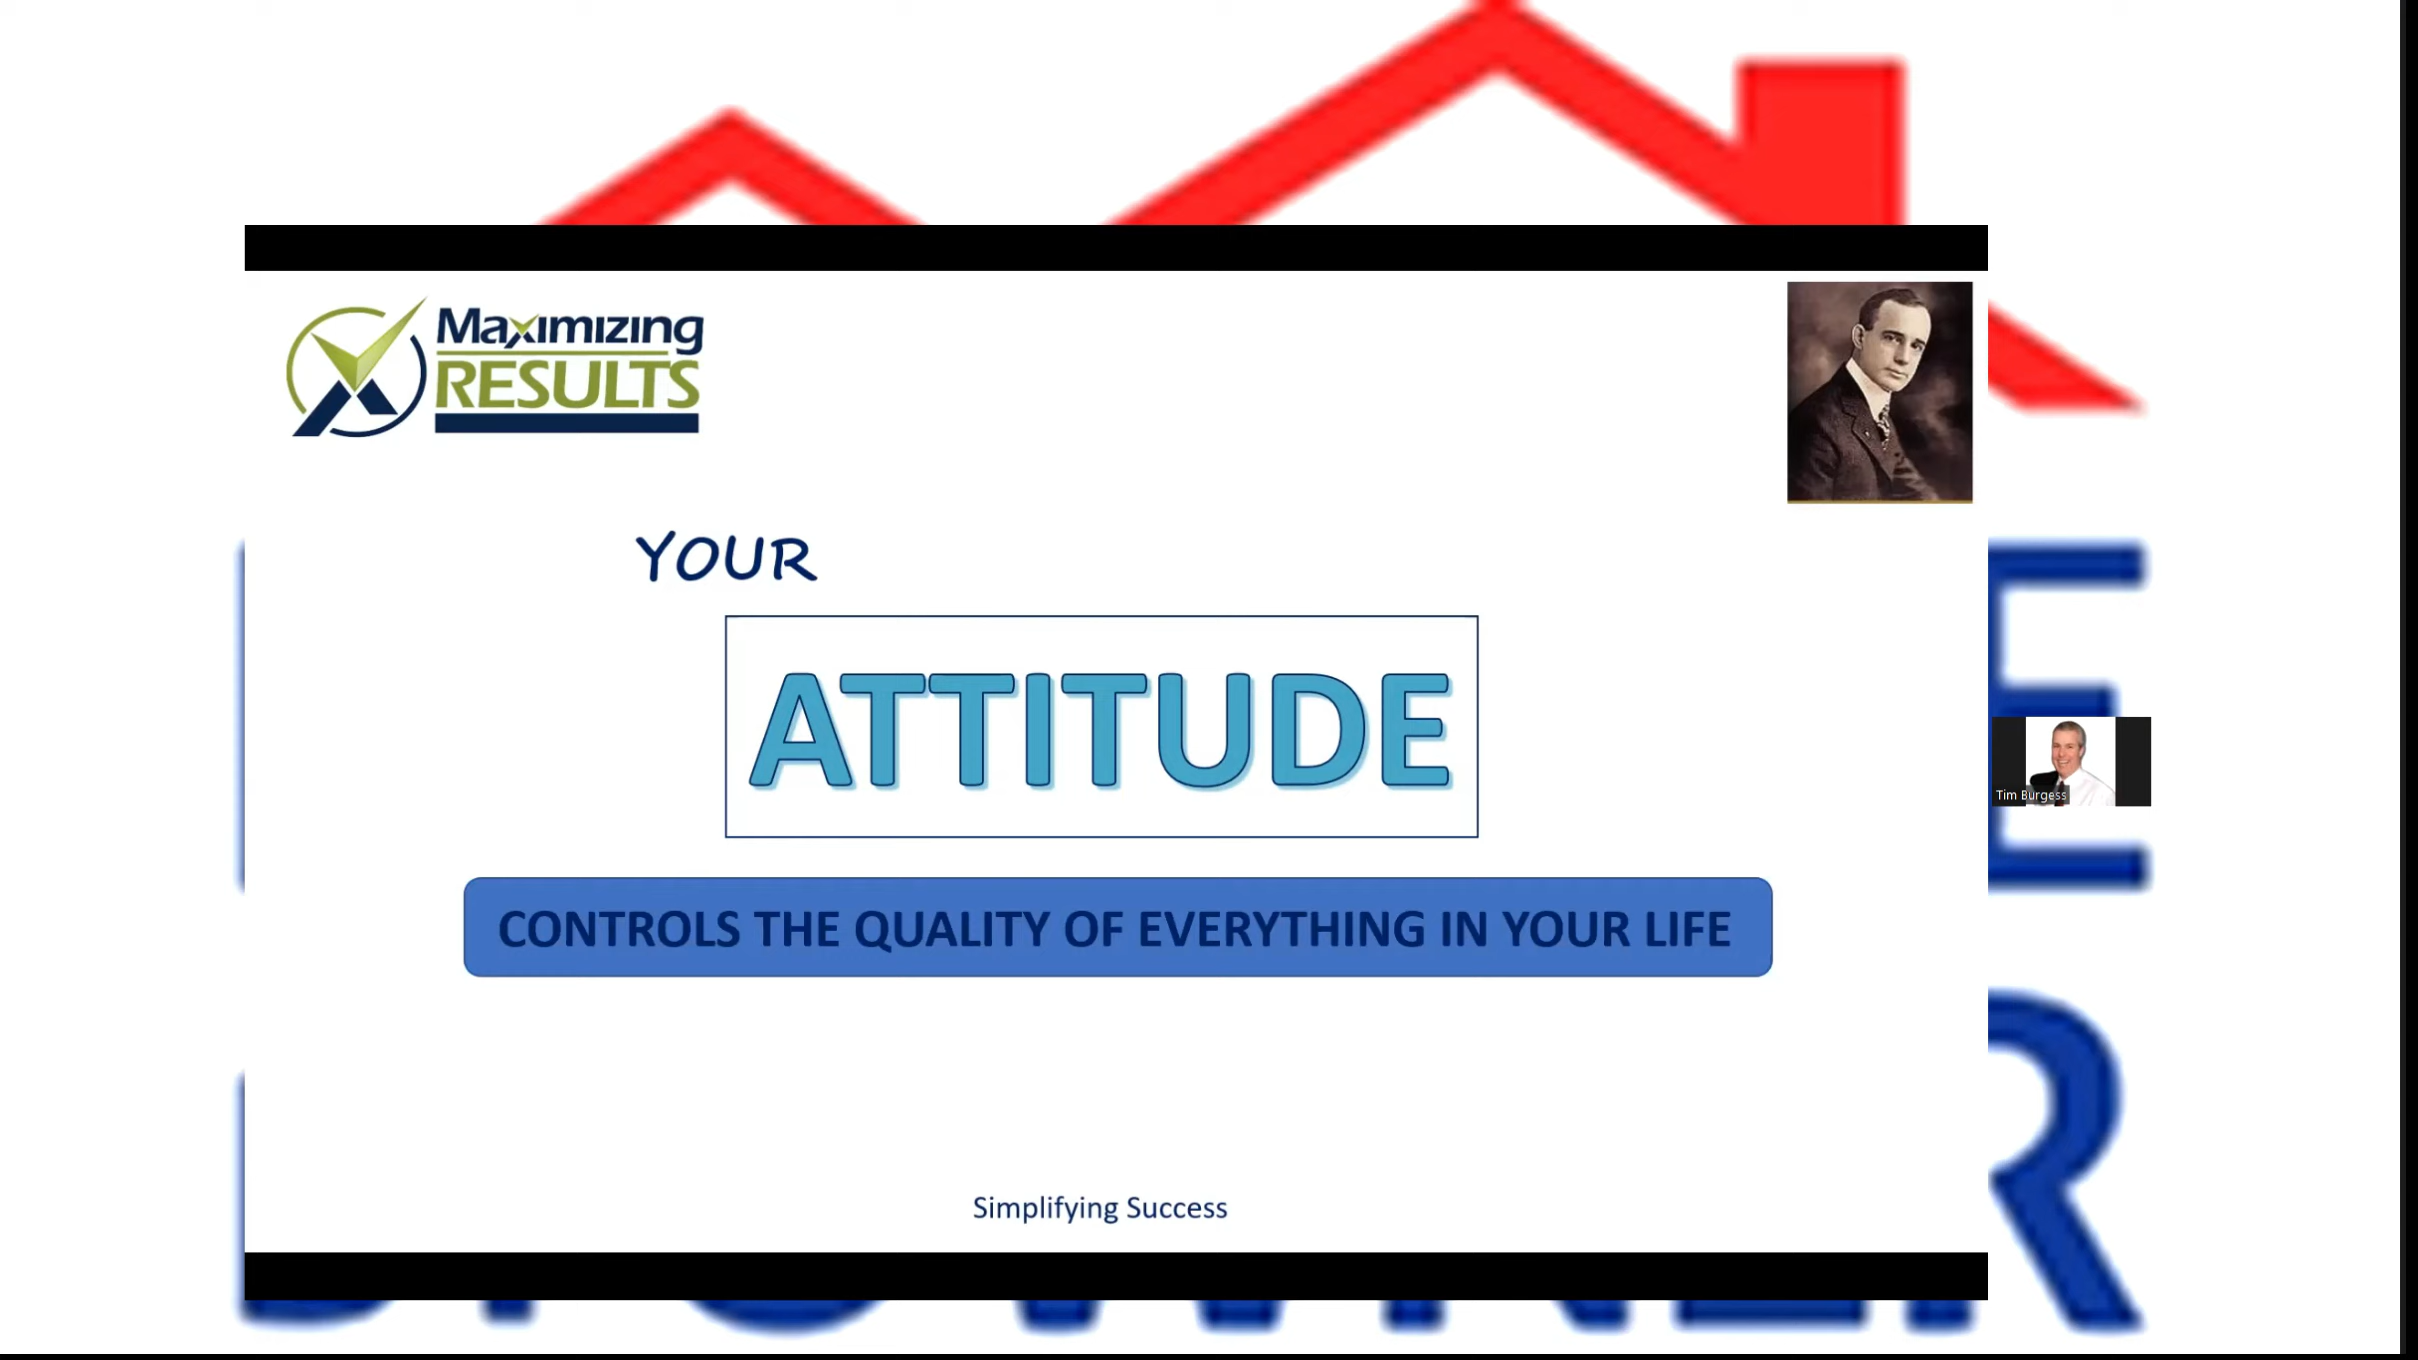 Maximizing
RESULTS
YOUR
ATTITUDE
Tim Burgess
CONTROLS THE QUALITY OF EVERYTHING IN YOUR LIFE
Simplifying Success